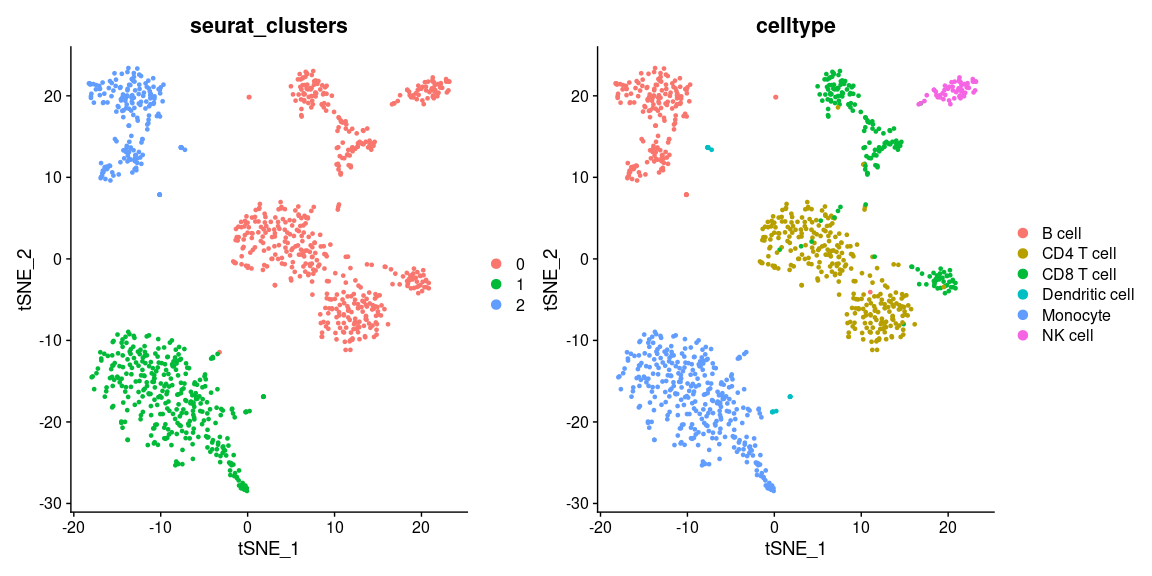 seurat_clusters
20
10
0
-10
-20
-30
-20
-10
0
10
20
tSNE_1
tSNE_2
0
1
2
celltype
20
10
0
-10
-20
-30
-20
-10
0
10
20
tSNE_1
tSNE_2
B cell
CD4 T cell
CD8 T cell
Dendritic cell
Monocyte
NK cell